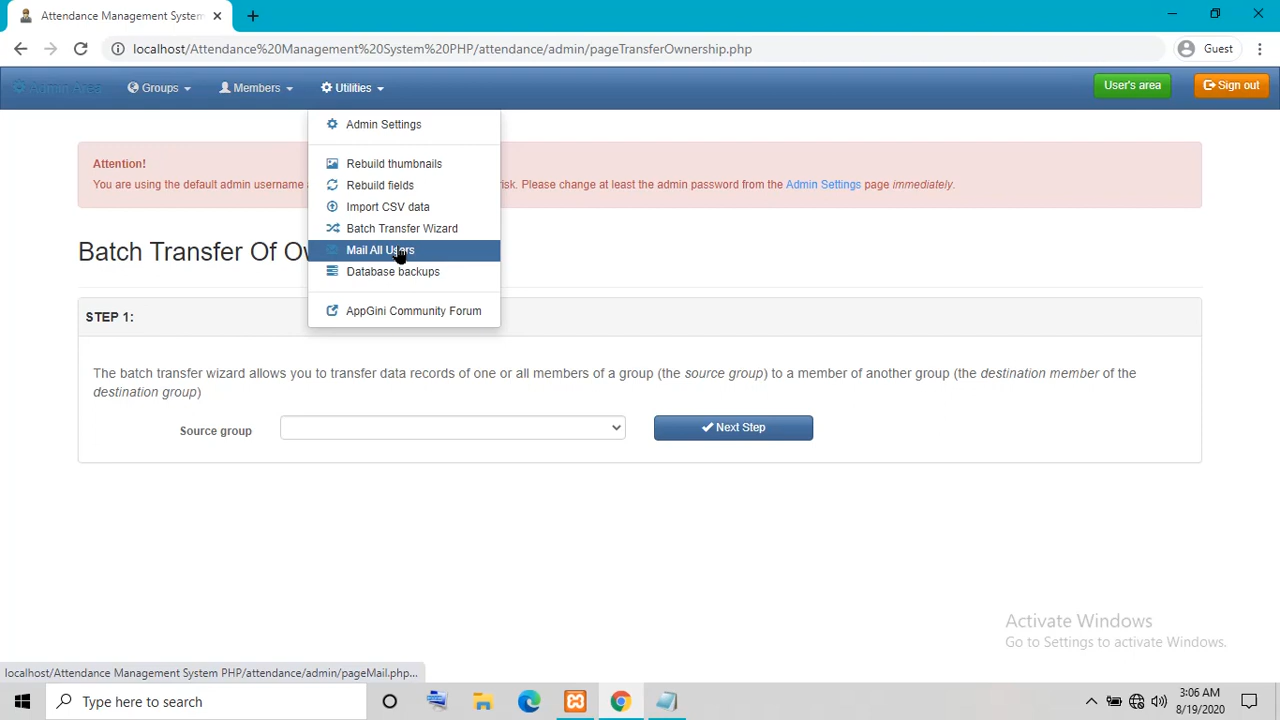 Attendance Management System
localhost/Attendance%20Management%20System%20PHP/attendance/admin/pageTransferOwnership.php
Guest
Admin Area
Groups
Members
Utilities
User's area
Sign out
Admin Settings
Rebuild thumbnails
Rebuild fields
Import CSV data
Batch Transfer Wizard
Mail All Users
Database backups
AppGini Community Forum
Attention!
You are using the default admin username risk. Please change at least the admin password from the Admin Settings page immediately.
Batch Transfer Of
STEP 1:
The batch transfer wizard allows you to transfer data records of one or all members of a group (the source group) to a member of another group (the destination member of the
destination group)
Source group
Next Step
Activate Windows
Go to Settings to activate Windows.
localhost/Attendance Management System PHP/attendance/admin/pageMail.php...
Type here to search
3:06 AM
8/19/2020